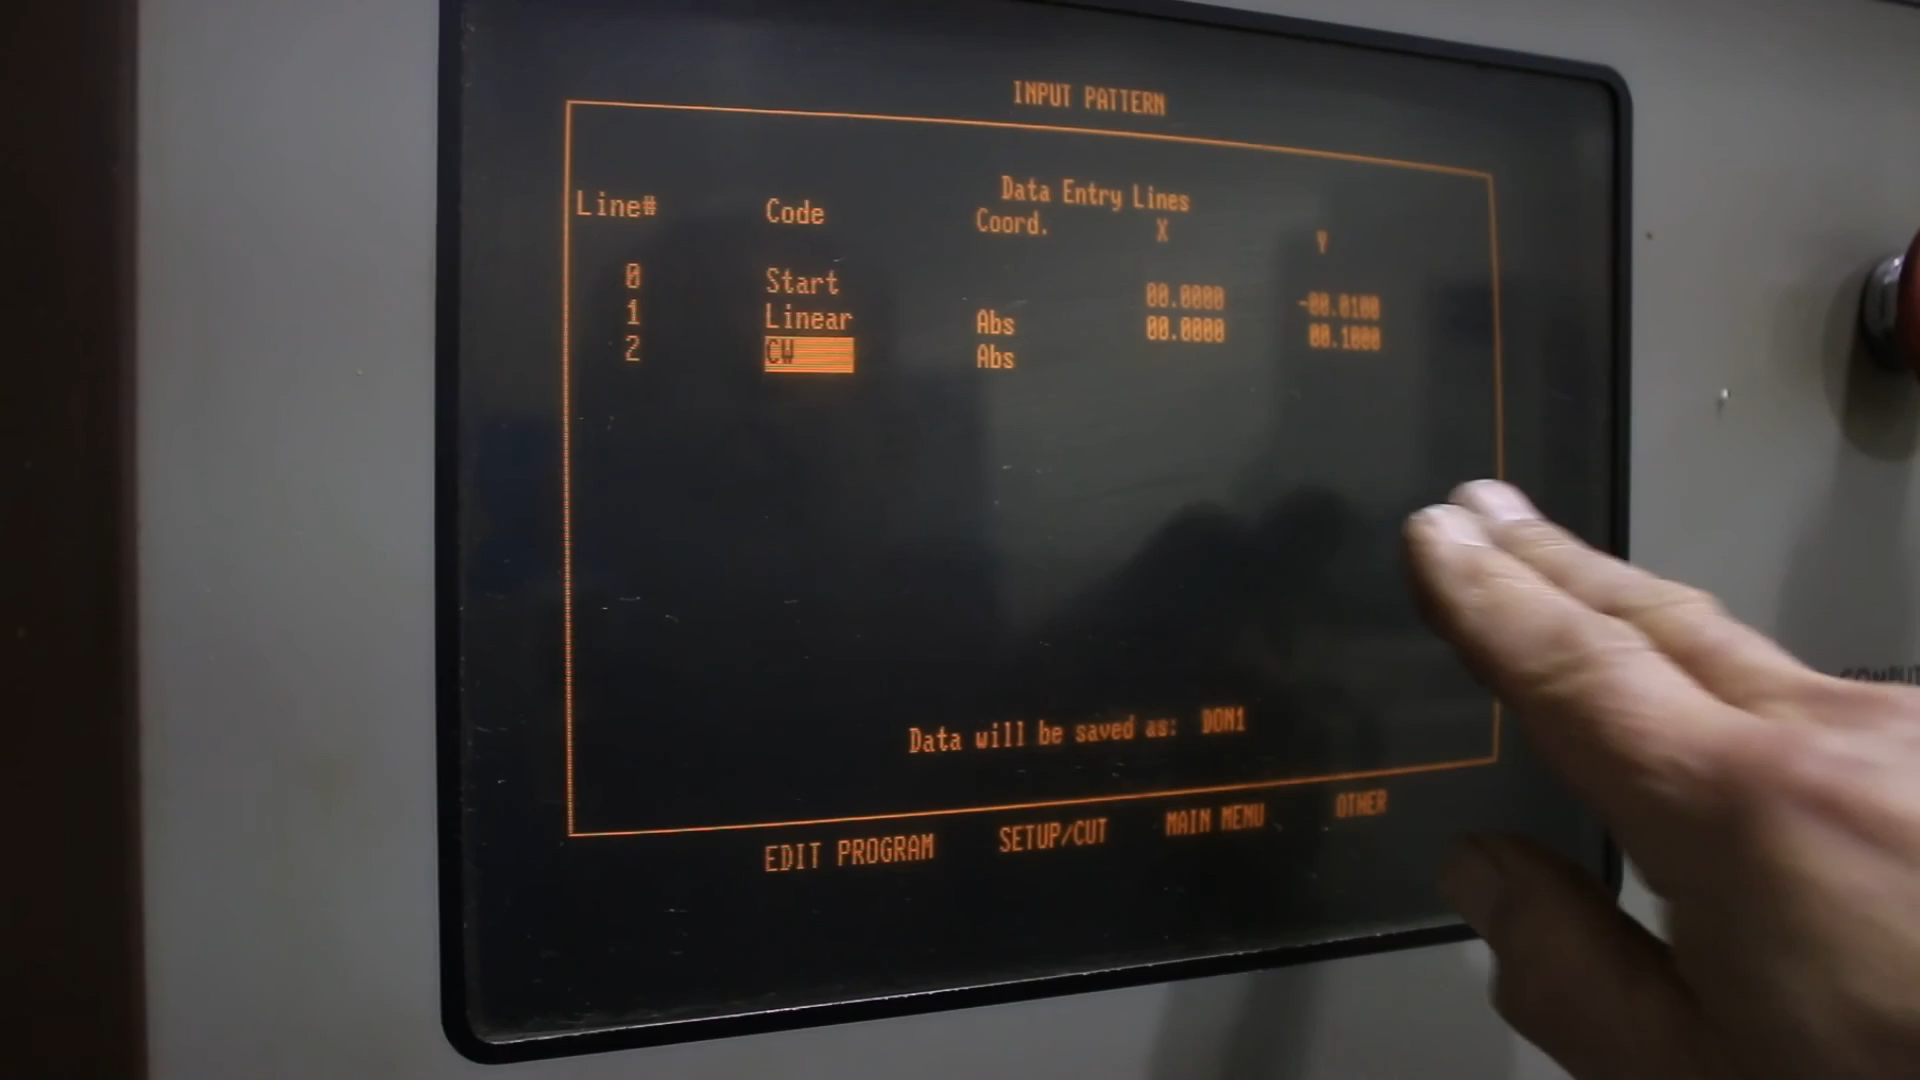 INPUT PATTERN
Data Entry Lines
Line# Code Coord. X Y
0 Start 00.0000 -00.0100
1 Linear Abs 00.0000 00.1000
2 CW Abs
Data will be saved as: DON1
EDIT PROGRAM SETUP/CUT MAIN MENU OTHER